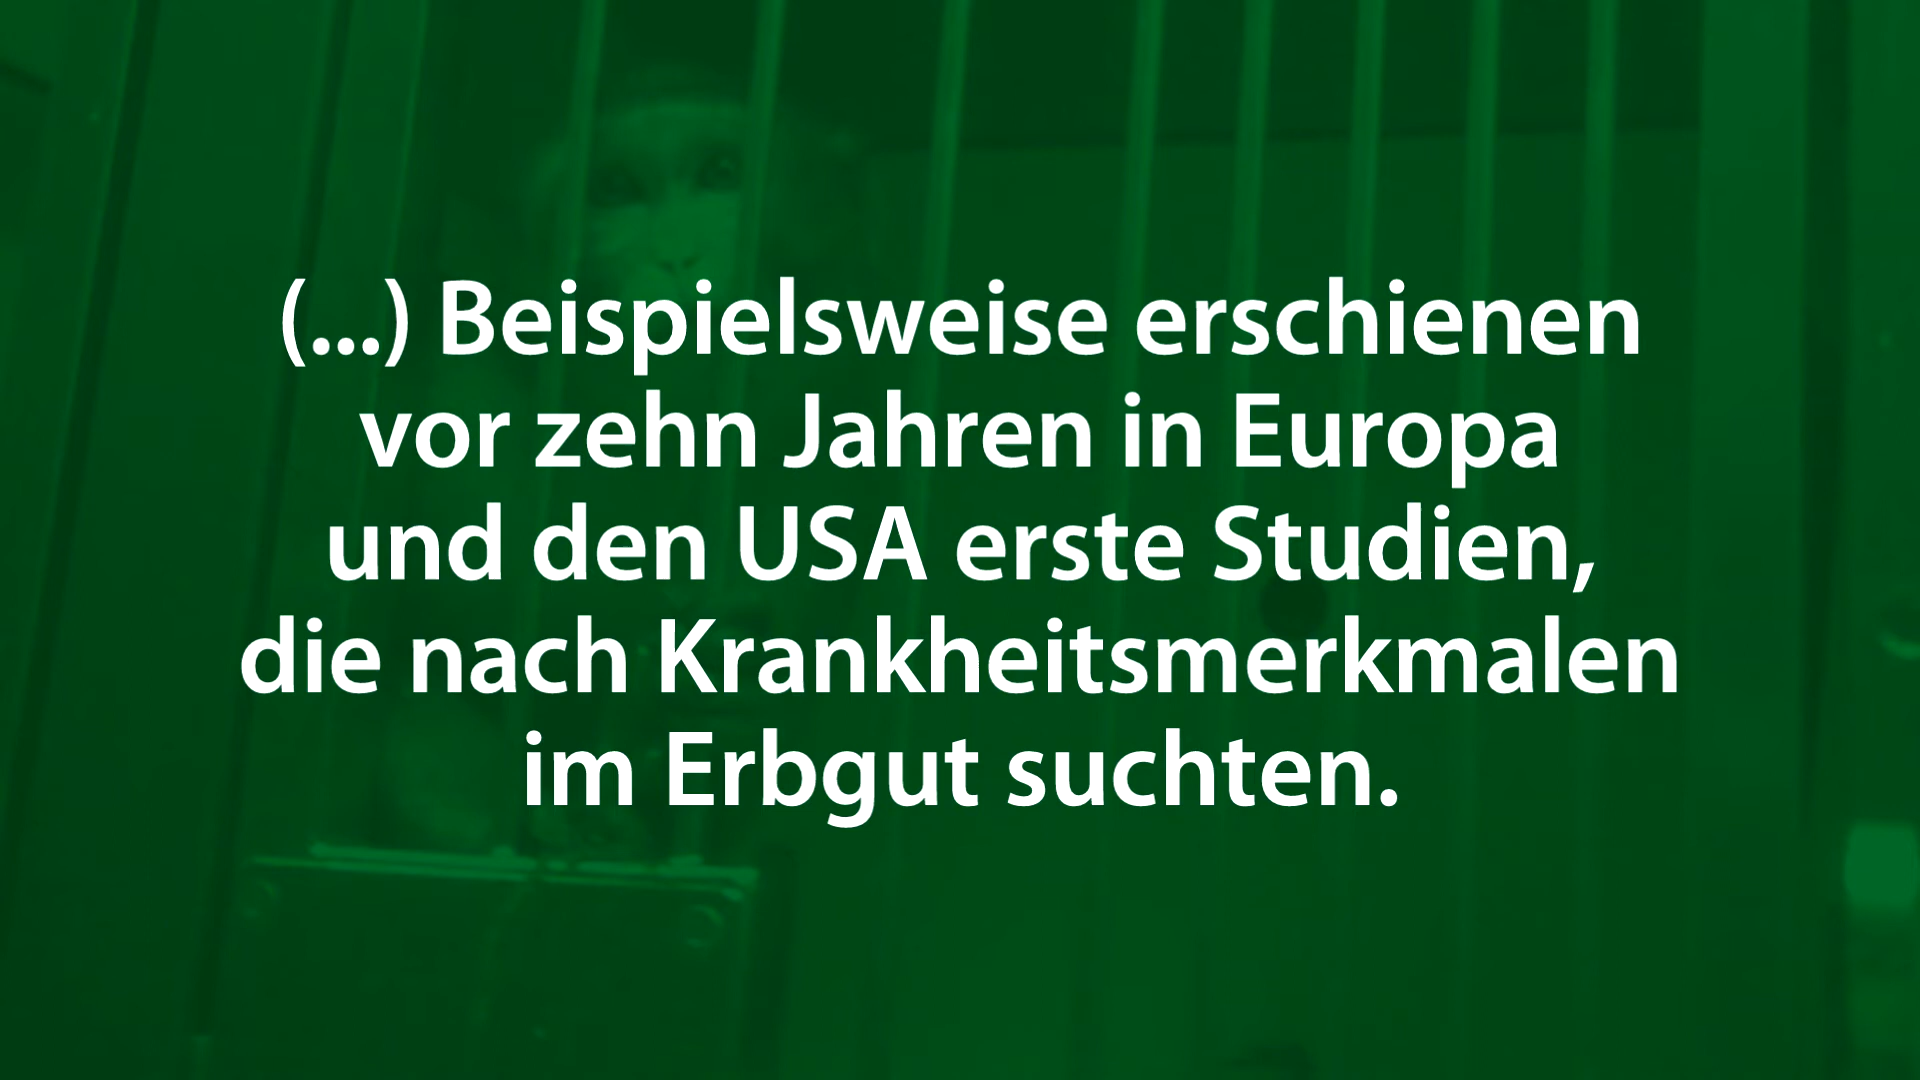 (...) Beispielsweise erschienen
vor zehn Jahren in Europa
und den USA erste Studien,
die nach Krankheitsmerkmalen
im Erbgut suchten.